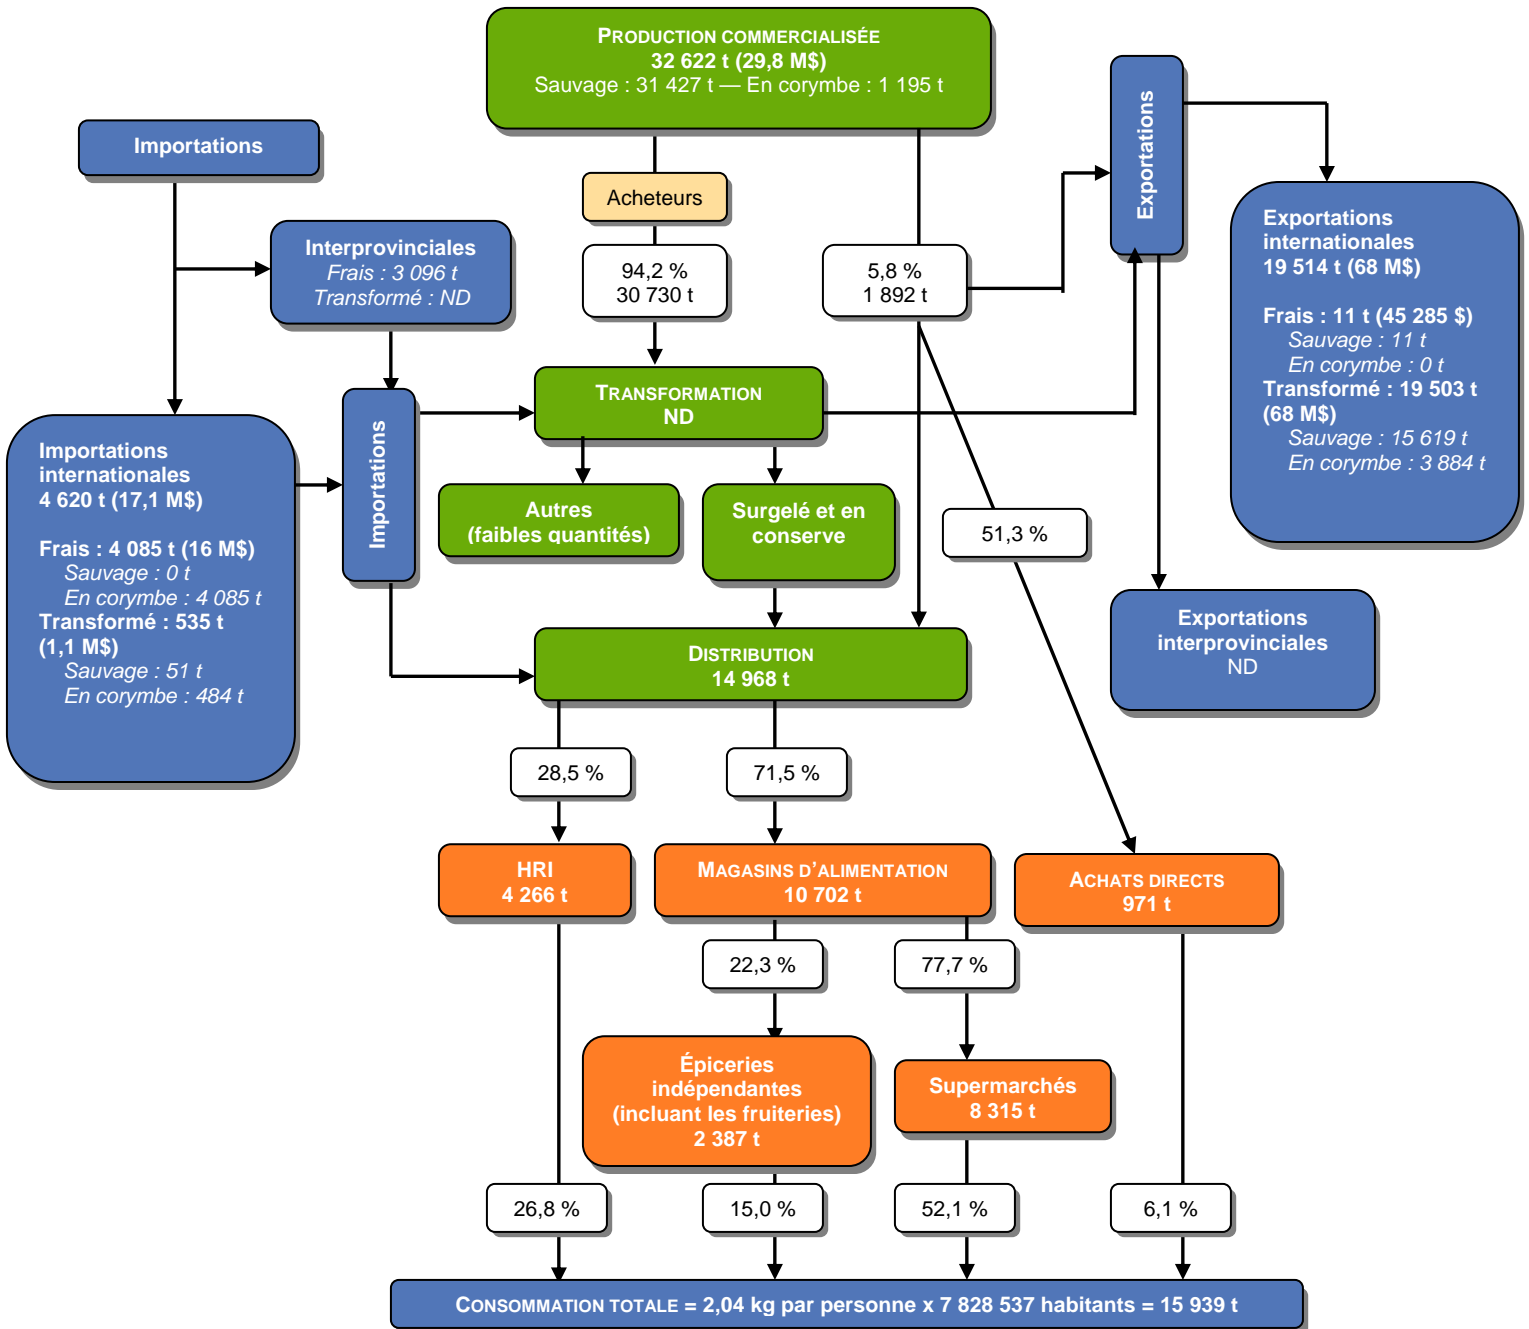 PRODUCTION COMMERCIALISÉE
32 622 t (29,8 M$)
Sauvage : 31 427 t — En corymbe : 1 195 t
Importations
Acheteurs
Exportations
Interprovinciales
Frais : 3 096 t
Transformé : ND
94,2 %
30 730 t
5,8 %
1 892 t
Exportations
internationales
19 514 t (68 M$)
Frais : 11 t (45 285 $)
Sauvage : 11 t
En corymbe : 0 t
Transformé : 19 503 t
(68 M$)
Sauvage : 15 619 t
En corymbe : 3 884 t
TRANSFORMATION
ND
Importations
internationales
4 620 t (17,1 M$)
Frais : 4 085 t (16 M$)
Sauvage : 0 t
En corymbe : 4 085 t
Transformé : 535 t
(1,1 M$)
Sauvage : 51 t
En corymbe : 484 t
Importations
Autres
(faibles quantités)
Surgelé et en
conserve
51,3 %
Exportations
interprovinciales
ND
DISTRIBUTION
14 968 t
28,5 %
71,5 %
HRI
4 266 t
MAGASINS D'ALIMENTATION
10 702 t
ACHATS DIRECTS
971 t
22,3 %
77,7 %
Épiceries
indépendantes
(incluant les fruiteries)
2 387 t
Supermarchés
8 315 t
26,8 %
15,0 %
52,1 %
6,1 %
CONSOMMATION TOTALE = 2,04 kg par personne x 7 828 537 habitants = 15 939 t